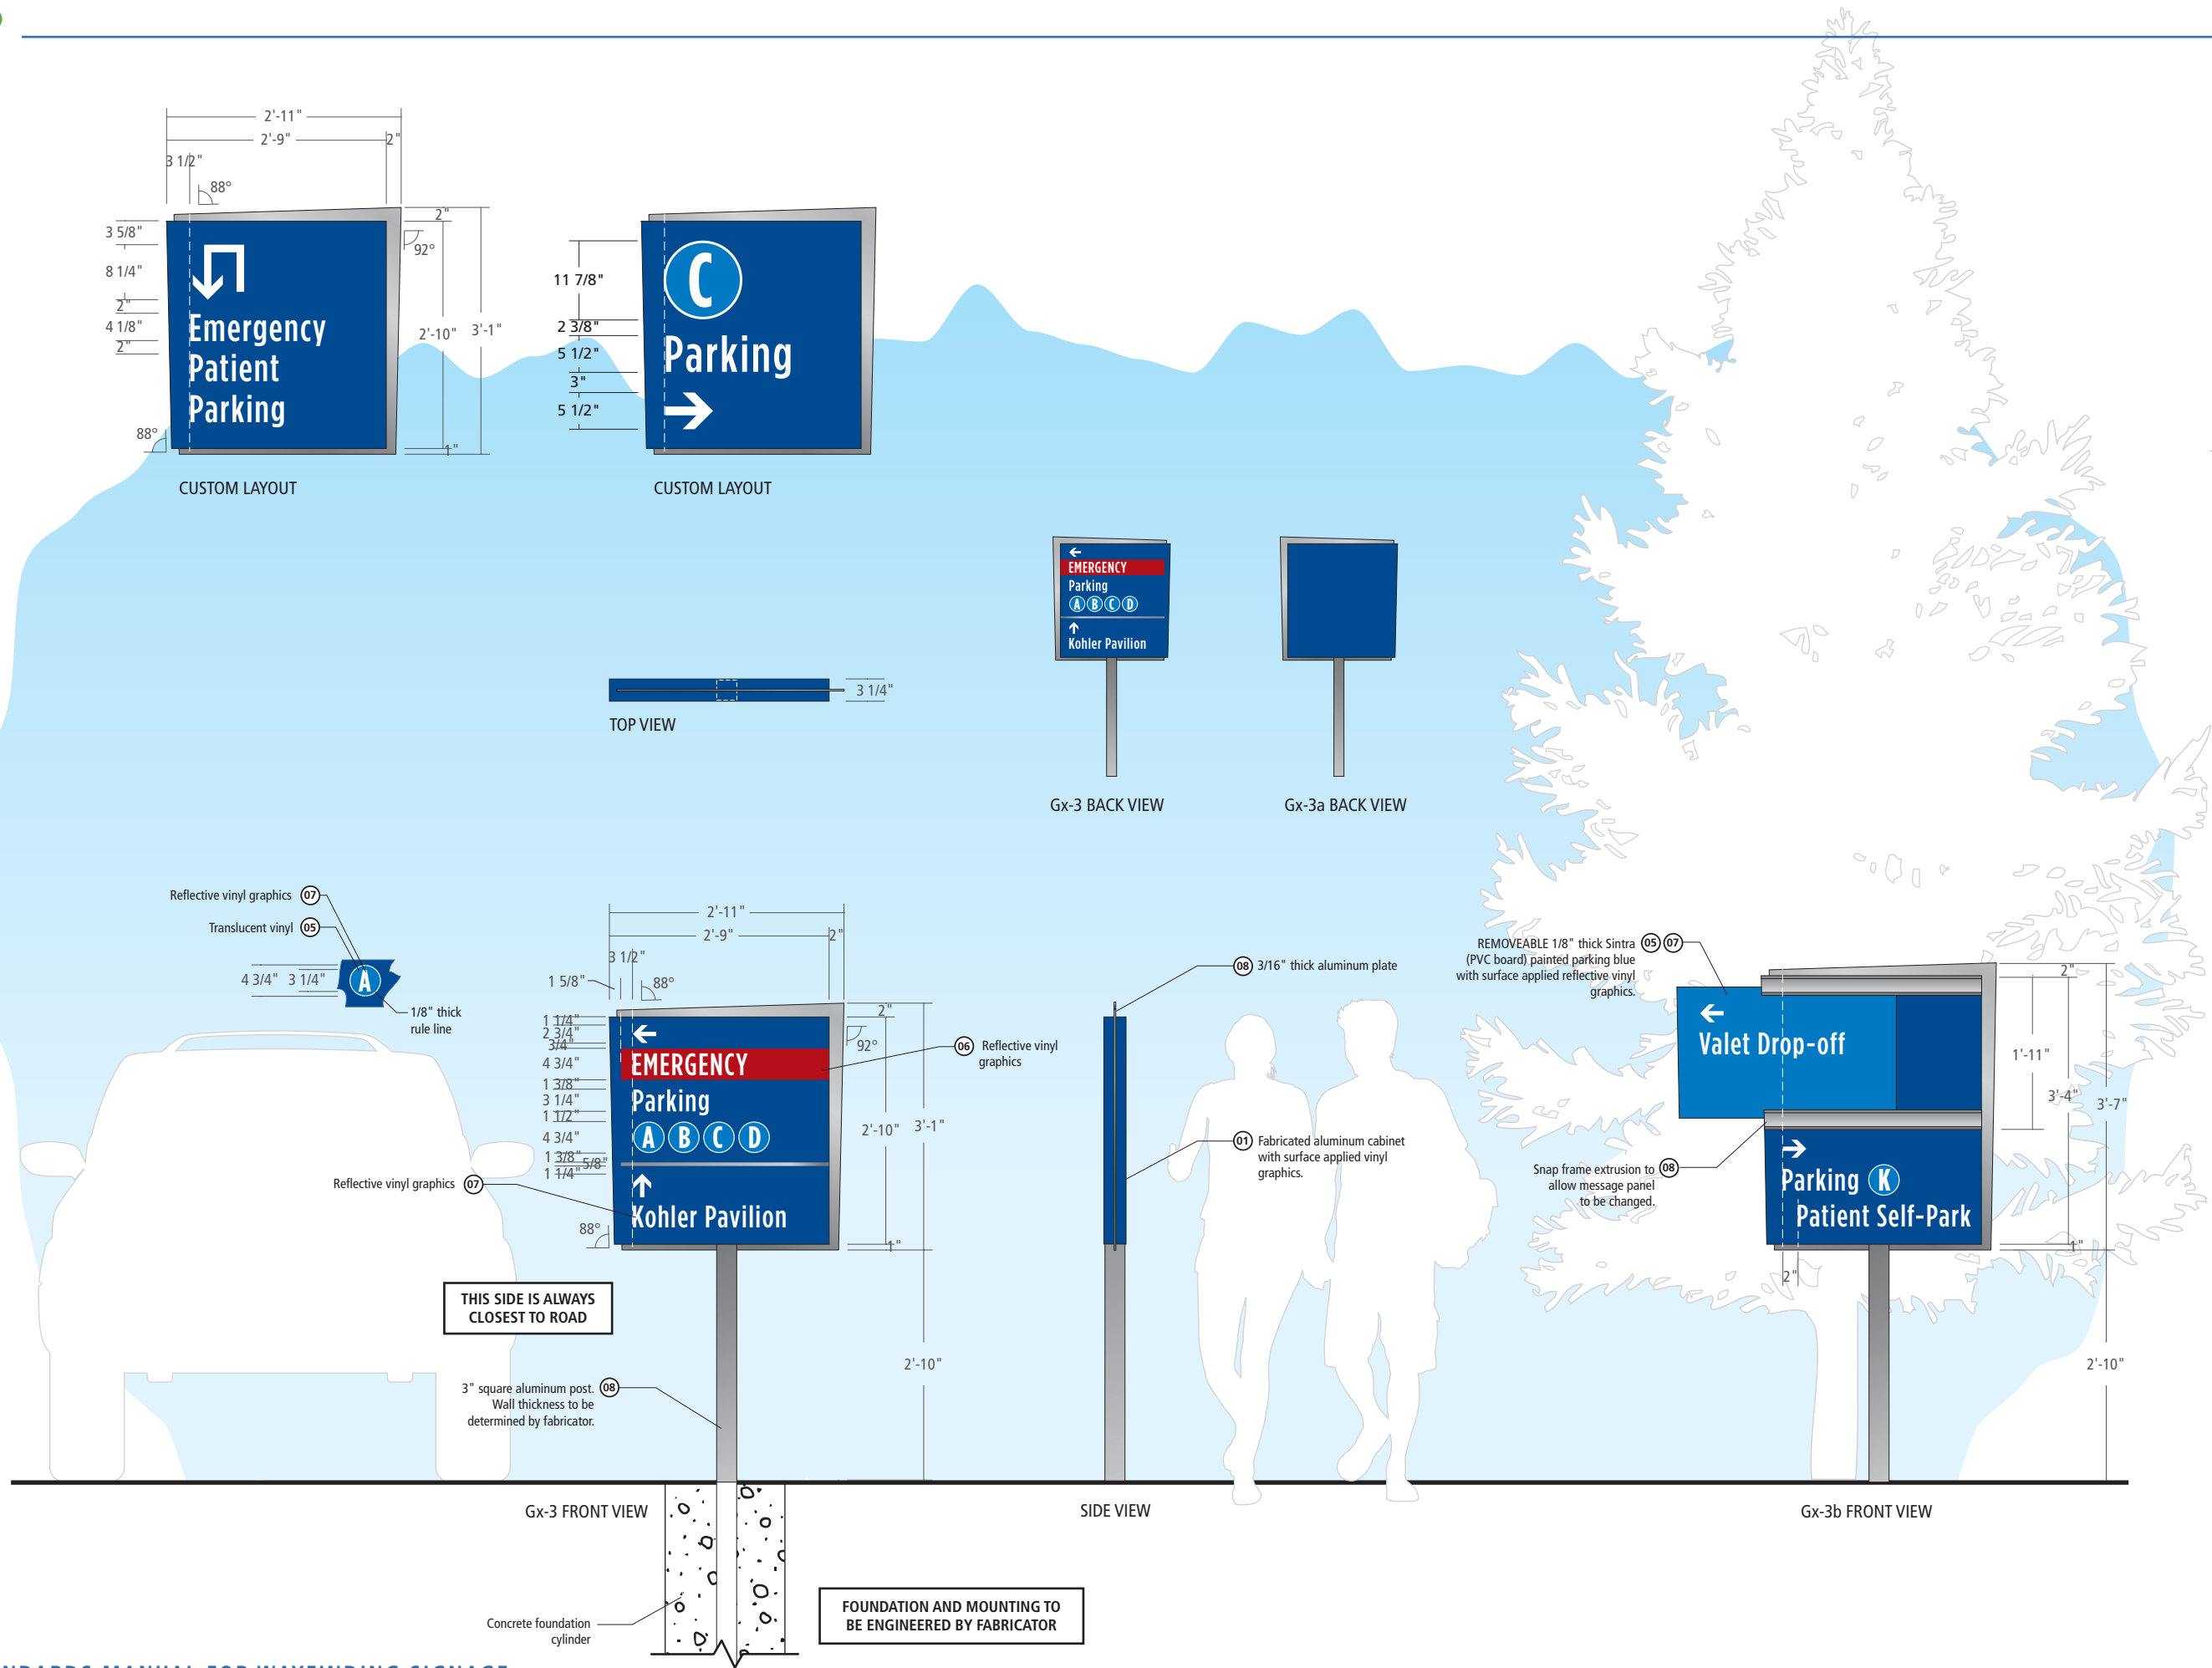 2'-11"
2'-9" 2"
3 1/2"
88°
3 5/8"
8 1/4"
2"
4 1/8"
2"
88°
2"
92°
2'-10" 3'-1"
1"
Emergency
Patient
Parking
CUSTOM LAYOUT
11 7/8"
2 3/8"
5 1/2"
3"
5 1/2"
C
Parking
CUSTOM LAYOUT
EMERGENCY
Parking
A B C D
Kohler Pavilion
Gx-3 BACK VIEW
Gx-3a BACK VIEW
3 1/4"
TOP VIEW
Reflective vinyl graphics 07
Translucent vinyl 05
4 3/4" 3 1/4"
A
1/8" thick
rule line
2'-11"
2'-9" 2"
3 1/2"
1 5/8"
88°
1 1/4"
2 3/4"
3/4"
4 3/4"
1 3/8"
3 1/4"
1 1/2"
4 3/4"
1 3/8" 5/8"
1 1/4"
88°
2"
92°
2'-10" 3'-1"
1"
2'-10"
EMERGENCY
Parking
A B C D
Kohler Pavilion
06 Reflective vinyl
graphics
Reflective vinyl graphics 07
THIS SIDE IS ALWAYS
CLOSEST TO ROAD
3" square aluminum post. 08
Wall thickness to be
determined by fabricator.
Gx-3 FRONT VIEW
Concrete foundation
cylinder
FOUNDATION AND MOUNTING TO
BE ENGINEERED BY FABRICATOR
08 3/16" thick aluminum plate
01 Fabricated aluminum cabinet
with surface applied vinyl
graphics.
SIDE VIEW
REMOVEABLE 1/8" thick Sintra 05 07
(PVC board) painted parking blue
with surface applied reflective vinyl
graphics.
Valet Drop-off
Snap frame extrusion to 08
allow message panel
to be changed.
Parking K
Patient Self-Park
2"
1'-11"
3'-4" 3'-7"
1"
2"
2'-10"
Gx-3b FRONT VIEW
MANUAL FOR WAYFINDING SIGNAGE